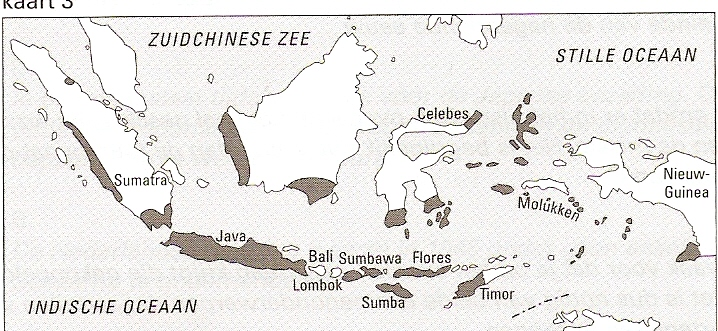 kaart 3
ZUIDCHINESE ZEE
STILLE OCEAAN
Celebes
Sumatra
Nieuw-
Guinea
Molukken
Java
Bali
Sumbawa
Flores
Lombok
Sumba
Timor
INDISCHE OCEAAN